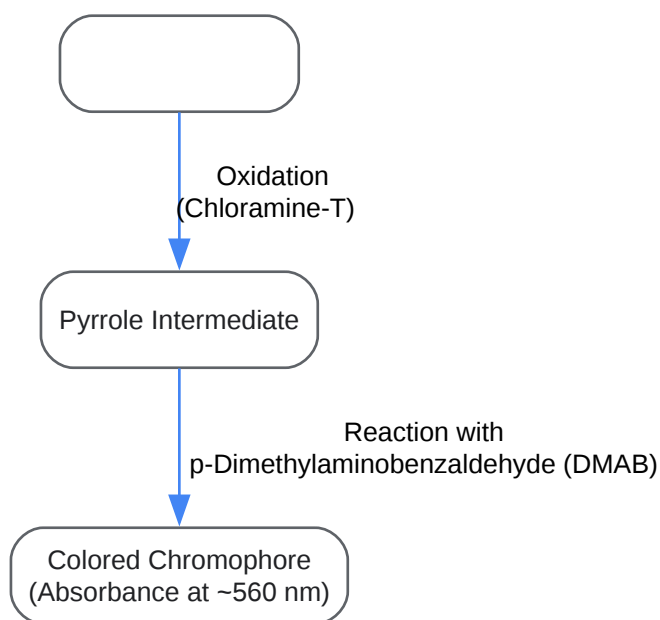 Oxidation
(Chloramine-T)
Pyrrole Intermediate
Reaction with
p-Dimethylaminobenzaldehyde (DMAB)
Colored Chromophore
(Absorbance at ~560 nm)